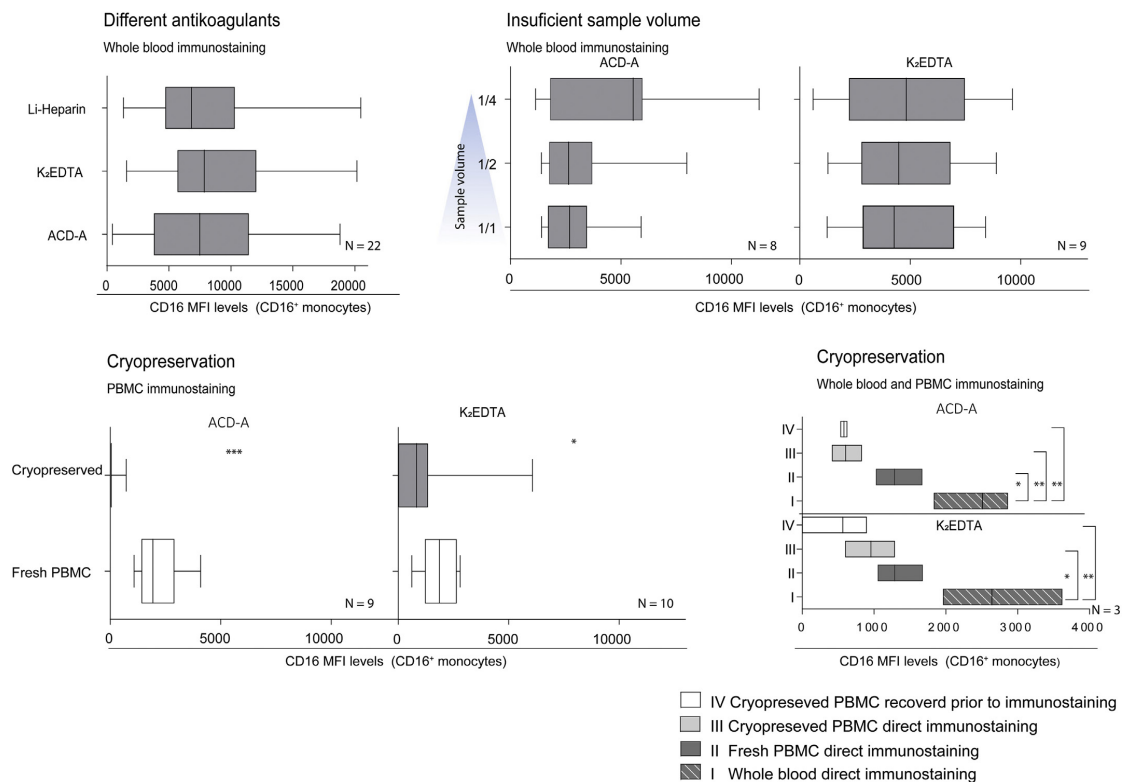 Different antikoagulants
Whole blood immunostaining
Li-Heparin
K₂EDTA
ACD-A
N = 22
0 5000 10000 15000 20000
CD16 MFI levels (CD16⁺ monocytes)
Insuficient sample volume
Whole blood immunostaining
ACD-A
K₂EDTA
Sample volume
1/4
1/2
1/1
N = 8
N = 9
0 5000 10000
0 5000 10000
CD16 MFI levels (CD16⁺ monocytes)
Cryopreservation
PBMC immunostaining
ACD-A
K₂EDTA
***
*
Cryopreserved
Fresh PBMC
N = 9
N = 10
0 5000 10000
0 5000 10000
CD16 MFI levels (CD16⁺ monocytes)
Cryopreservation
Whole blood and PBMC immunostaining
ACD-A
IV
III
II
I
* ** **
K₂EDTA
IV
III
II
I
* **
N = 3
0 1000 2000 3000 4000
CD16 MFI levels (CD16⁺ monocytes)
IV Cryopreseved PBMC recoverd prior to immunostaining
III Cryopreseved PBMC direct immunostaining
II Fresh PBMC direct immunostaining
I Whole blood direct immunostaining